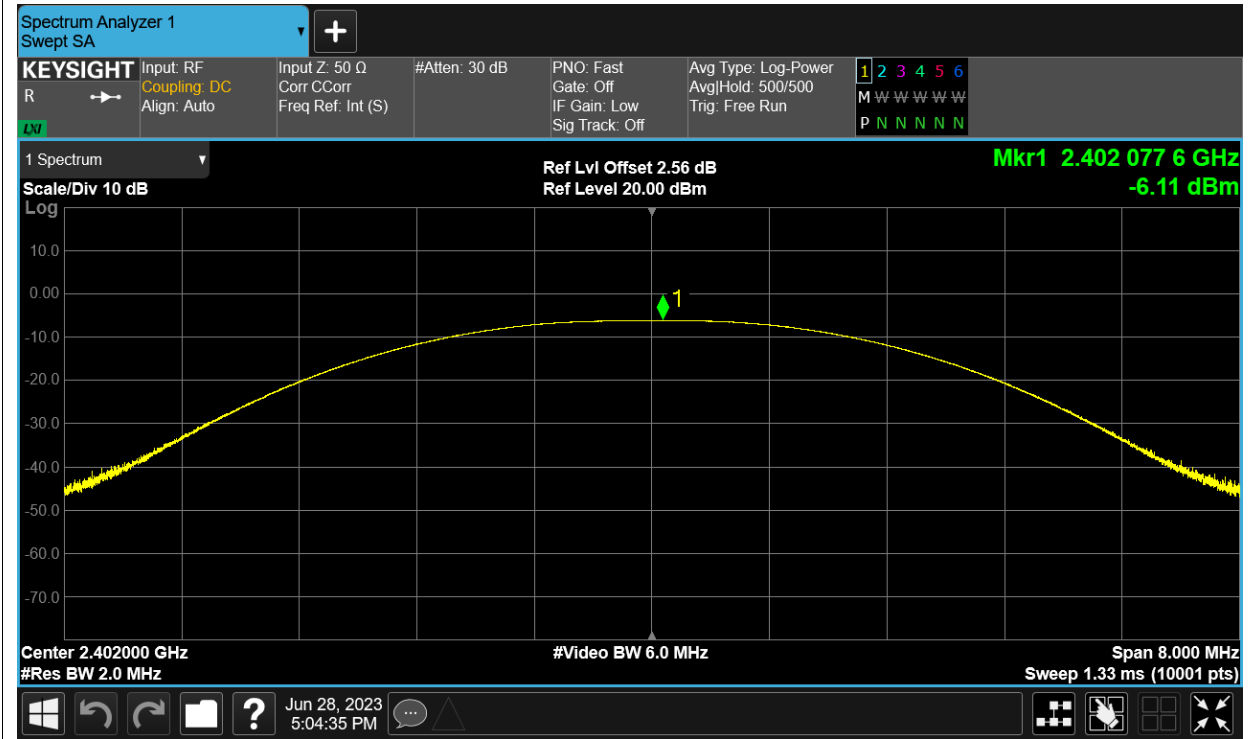 Spectrum Analyzer 1
Swept SA
KEYSIGHT
R
LXI
Input: RF
Coupling: DC
Align: Auto
Input Z: 50 Ω
Corr CCorr
Freq Ref: Int (S)
#Atten: 30 dB
PNO: Fast
Gate: Off
IF Gain: Low
Sig Track: Off
Avg Type: Log-Power
Avg|Hold: 500/500
Trig: Free Run
1 2 3 4 5 6
M W W W W W
P N N N N N
1 Spectrum
Scale/Div 10 dB
Ref Lvl Offset 2.56 dB
Ref Level 20.00 dBm
Mkr1 2.402 077 6 GHz
-6.11 dBm
Log
10.0
0.00
1
-10.0
-20.0
-30.0
-40.0
-50.0
-60.0
-70.0
Center 2.402000 GHz
#Video BW 6.0 MHz
Span 8.000 MHz
#Res BW 2.0 MHz
Sweep 1.33 ms (10001 pts)
?
Jun 28, 2023
5:04:35 PM